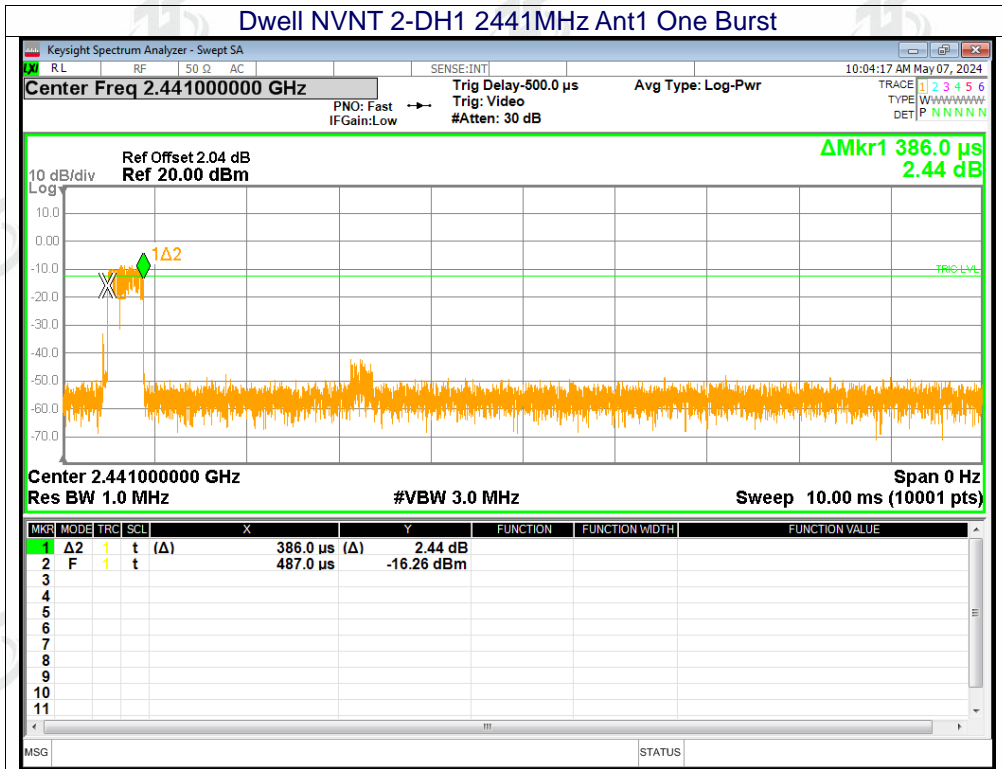 Dwell NVNT 2-DH1 2441MHz Ant1 One Burst
Keysight Spectrum Analyzer - Swept SA
LXI RL RF 50 Ω AC SENSE:INT 10:04:17 AM May 07, 2024
Center Freq 2.441000000 GHz
PNO: Fast
IFGain:Low
Trig Delay-500.0 µs
Trig: Video
#Atten: 30 dB
Avg Type: Log-Pwr
TRACE 1 2 3 4 5 6
TYPE WWWWWWW
DET P N N N N N
ΔMkr1 386.0 µs
2.44 dB
Ref Offset 2.04 dB
10 dB/div Ref 20.00 dBm
Log
10.0
0.00
1Δ2
-10.0
TRIG LVL
-20.0
-30.0
-40.0
-50.0
-60.0
-70.0
Center 2.441000000 GHz Span 0 Hz
Res BW 1.0 MHz #VBW 3.0 MHz Sweep 10.00 ms (10001 pts)
MKR MODE TRC SCL X Y FUNCTION FUNCTION WIDTH FUNCTION VALUE
1 Δ2 1 t (Δ) 386.0 µs (Δ) 2.44 dB
2 F 1 t 487.0 µs -16.26 dBm
3
4
5
6
7
8
9
10
11
MSG STATUS